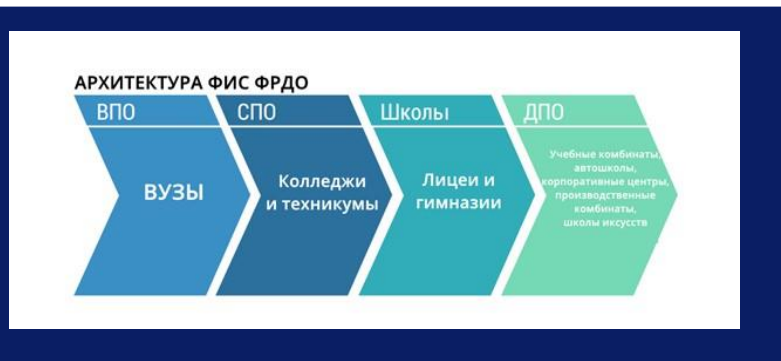 АРХИТЕКТУРА ФИС ФРДО
ВПО
СПО
Школы
ДПО
ВУЗЫ
Колледжи
и техникумы
Лицеи и
гимназии
Учебные комбинаты,
автошколы,
корпоративные центры,
производственные
комбинаты,
школы иксусств